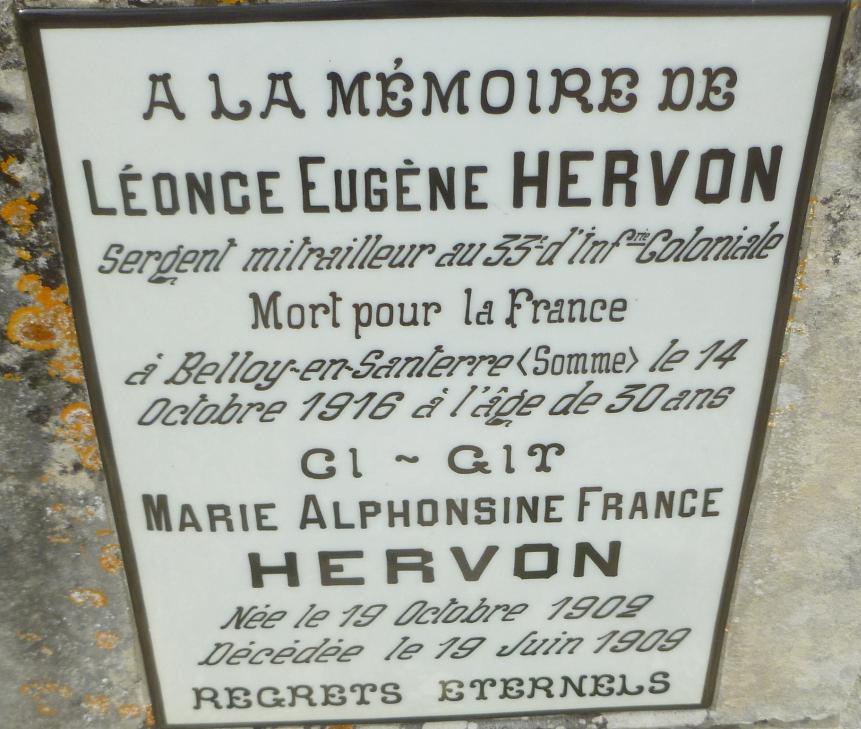 A LA MÉMOIRE DE
LÉONCE EUGÈNE HERVON
Sergent mitrailleur au 33e d'Infrie Coloniale
Mort pour la France
à Belloy-en-Santerre <Somme> le 14
Octobre 1916 à l'âge de 30 ans
CI ~ GIT
MARIE ALPHONSINE FRANCE
HERVON
Née le 19 Octobre 1902
Décédée le 19 Juin 1909
REGRETS ETERNELS